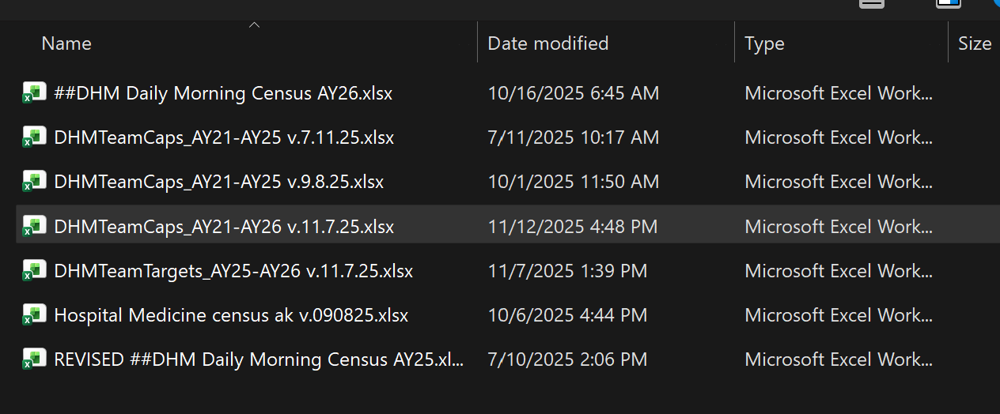 Name Date modified Type Size
##DHM Daily Morning Census AY26.xlsx 10/16/2025 6:45 AM Microsoft Excel Work...
DHMTeamCaps_AY21-AY25 v.7.11.25.xlsx 7/11/2025 10:17 AM Microsoft Excel Work...
DHMTeamCaps_AY21-AY25 v.9.8.25.xlsx 10/1/2025 11:50 AM Microsoft Excel Work...
DHMTeamCaps_AY21-AY26 v.11.7.25.xlsx 11/12/2025 4:48 PM Microsoft Excel Work...
DHMTeamTargets_AY25-AY26 v.11.7.25.xlsx 11/7/2025 1:39 PM Microsoft Excel Work...
Hospital Medicine census ak v.090825.xlsx 10/6/2025 4:44 PM Microsoft Excel Work...
REVISED ##DHM Daily Morning Census AY25.xl... 7/10/2025 2:06 PM Microsoft Excel Work...